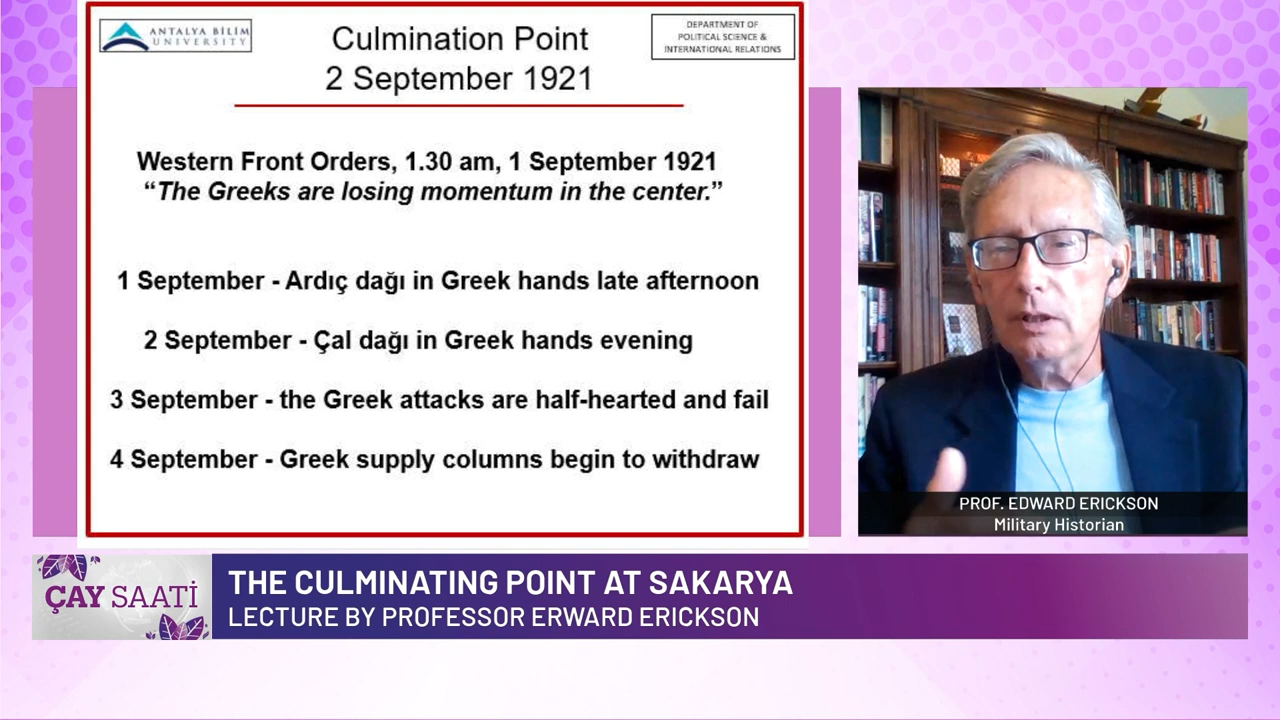 ANTALYA BİLİM
UNIVERSITY
Culmination Point
2 September 1921
DEPARTMENT OF
POLITICAL SCIENCE &
INTERNATIONAL RELATIONS
Western Front Orders, 1.30 am, 1 September 1921
“The Greeks are losing momentum in the center.”
1 September - Ardıç dağı in Greek hands late afternoon
2 September - Çal dağı in Greek hands evening
3 September - the Greek attacks are half-hearted and fail
4 September - Greek supply columns begin to withdraw
PROF. EDWARD ERICKSON
Military Historian
ÇAY SAATİ
THE CULMINATING POINT AT SAKARYA
LECTURE BY PROFESSOR ERWARD ERICKSON